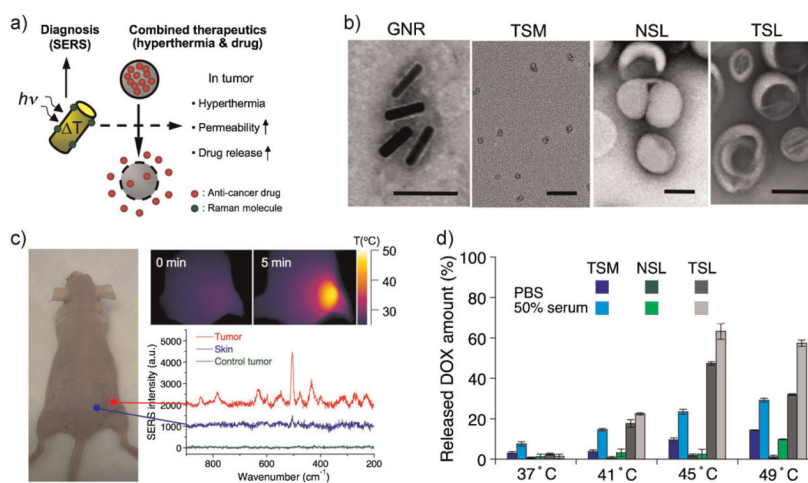 a)
Diagnosis
(SERS)
Combined therapeutics
(hyperthermia & drug)
hν
ΔT
In tumor
• Hyperthermia
• Permeability ↑
• Drug release ↑
: Anti-cancer drug
: Raman molecule
b)
GNR
TSM
NSL
TSL
c)
0 min
5 min
T(ºC)
50
40
30
SERS intensity (a.u.)
5000
4000
3000
2000
1000
0
Tumor
Skin
Control tumor
800
600
400
200
Wavenumber (cm⁻¹)
d)
Released DOX amount (%)
100
80
60
40
20
0
TSM
NSL
TSL
PBS
50% serum
37˚C
41˚C
45˚C
49˚C